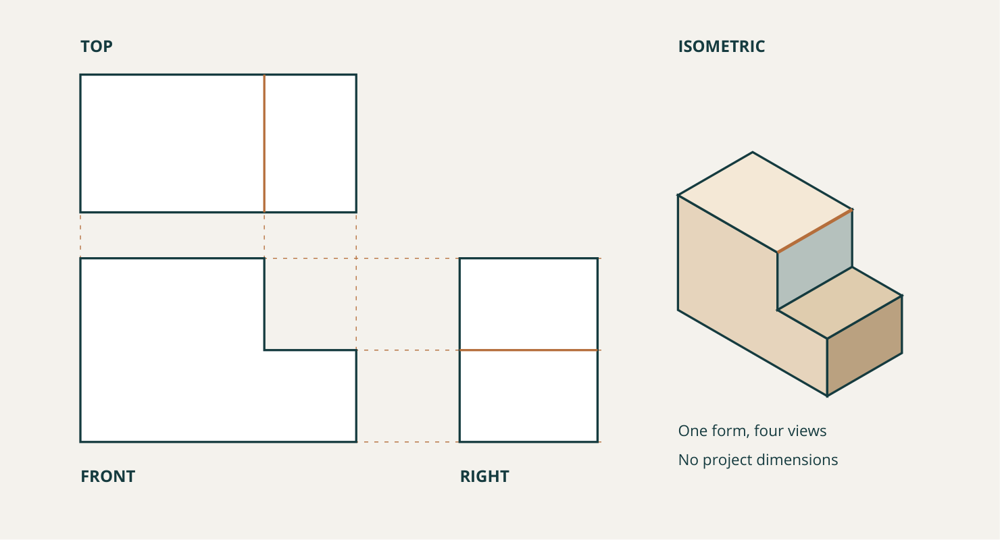 TOP
ISOMETRIC
One form, four views
No project dimensions
FRONT
RIGHT